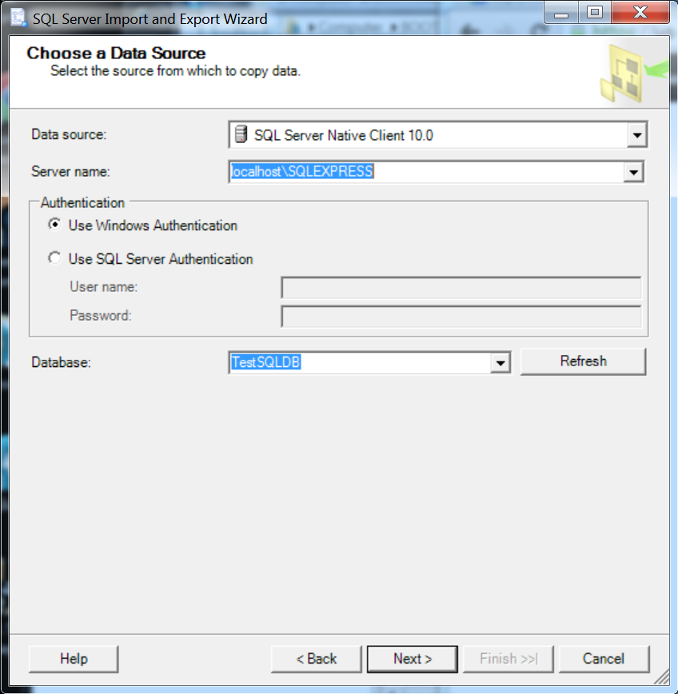 SQL Server Import and Export Wizard
Choose a Data Source
Select the source from which to copy data.
Data source:
SQL Server Native Client 10.0
Server name:
localhost\SQLEXPRESS
Authentication
Use Windows Authentication
Use SQL Server Authentication
User name:
Password:
Database:
TestSQLDB
Refresh
Help
< Back
Next >
Finish >>|
Cancel